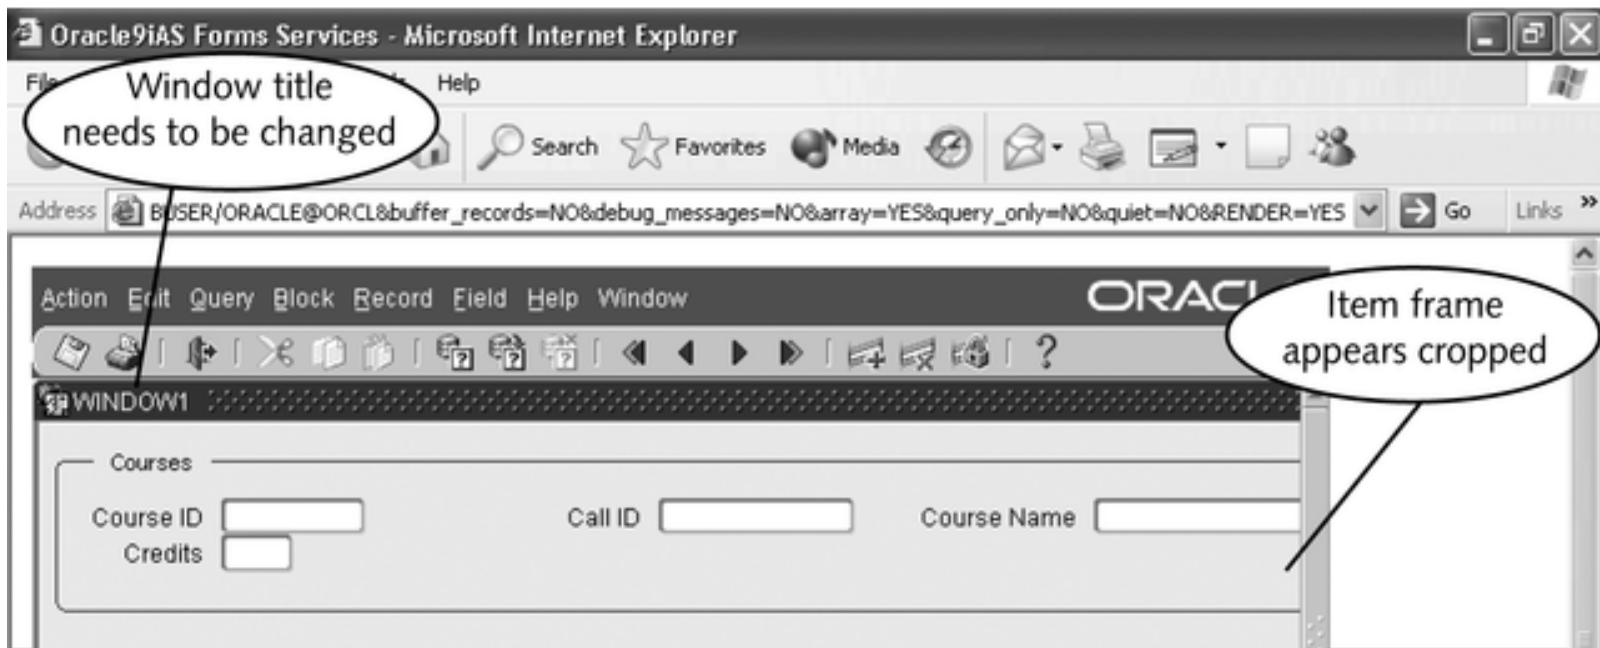 Oracle9iAS Forms Services - Microsoft Internet Explorer
Help
Window title
needs to be changed
Search Favorites Media
Address BUSER/ORACLE@ORCL&buffer_records=NO&debug_messages=NO&array=YES&query_only=NO&quiet=NO&RENDER=YES Go Links »
Action Edit Query Block Record Field Help Window
Item frame
appears cropped
WINDOW1
Courses
Course ID Call ID Course Name
Credits